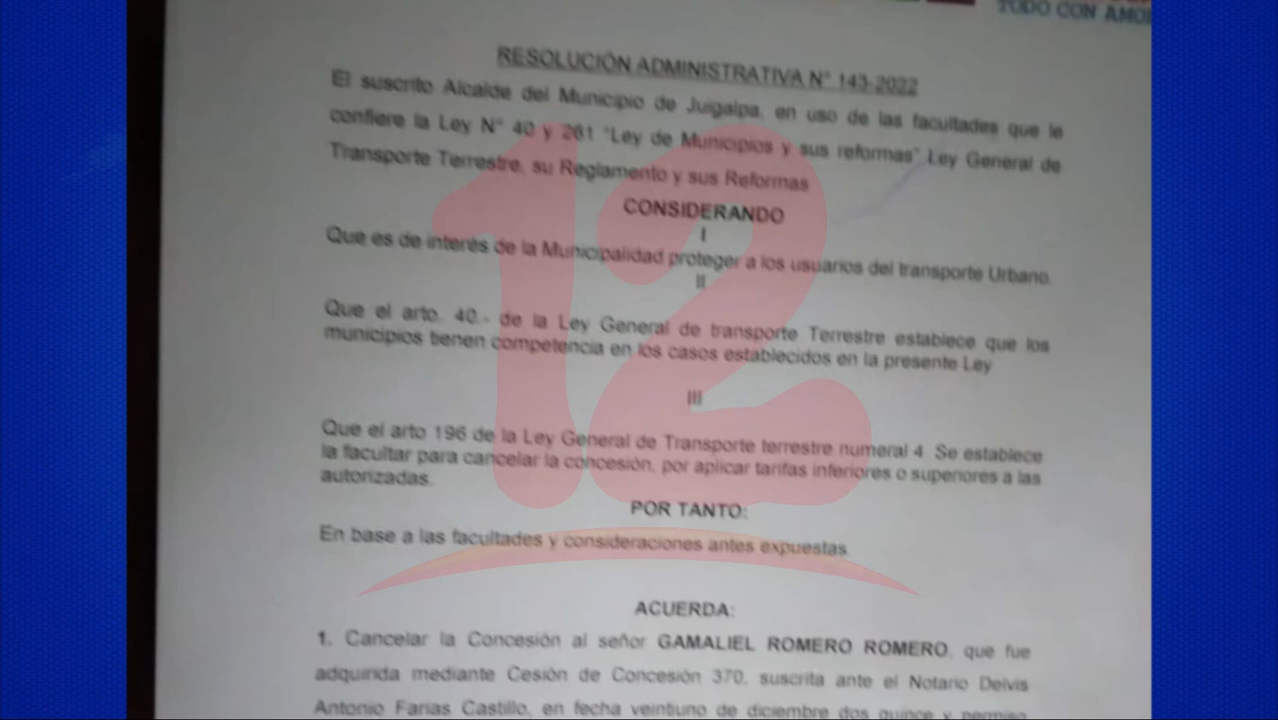 TODO CON AMOR
RESOLUCIÓN ADMINISTRATIVA N° 143-2022
El suscrito Alcalde del Municipio de Juigalpa, en uso de las facultades que le
confiere la Ley N° 40 y 261 "Ley de Municipios y sus reformas" Ley General de
Transporte Terrestre, su Reglamento y sus Reformas
CONSIDERANDO
I
Que es de interés de la Municipalidad proteger a los usuarios del transporte Urbano.
II
Que el arto. 40.- de la Ley General de transporte Terrestre establece que los
municipios tienen competencia en los casos establecidos en la presente Ley
III
Que el arto 196 de la Ley General de Transporte terrestre numeral 4. Se establece
la facultar para cancelar la concesión, por aplicar tarifas inferiores o superiores a las
autorizadas.
POR TANTO:
En base a las facultades y consideraciones antes expuestas.
ACUERDA:
1. Cancelar la Concesión al señor GAMALIEL ROMERO ROMERO, que fue
adquirida mediante Cesión de Concesión 370, suscrita ante el Notario Deivis
Antonio Farias Castillo, en fecha veintiuno de diciembre dos quince y permiso
12